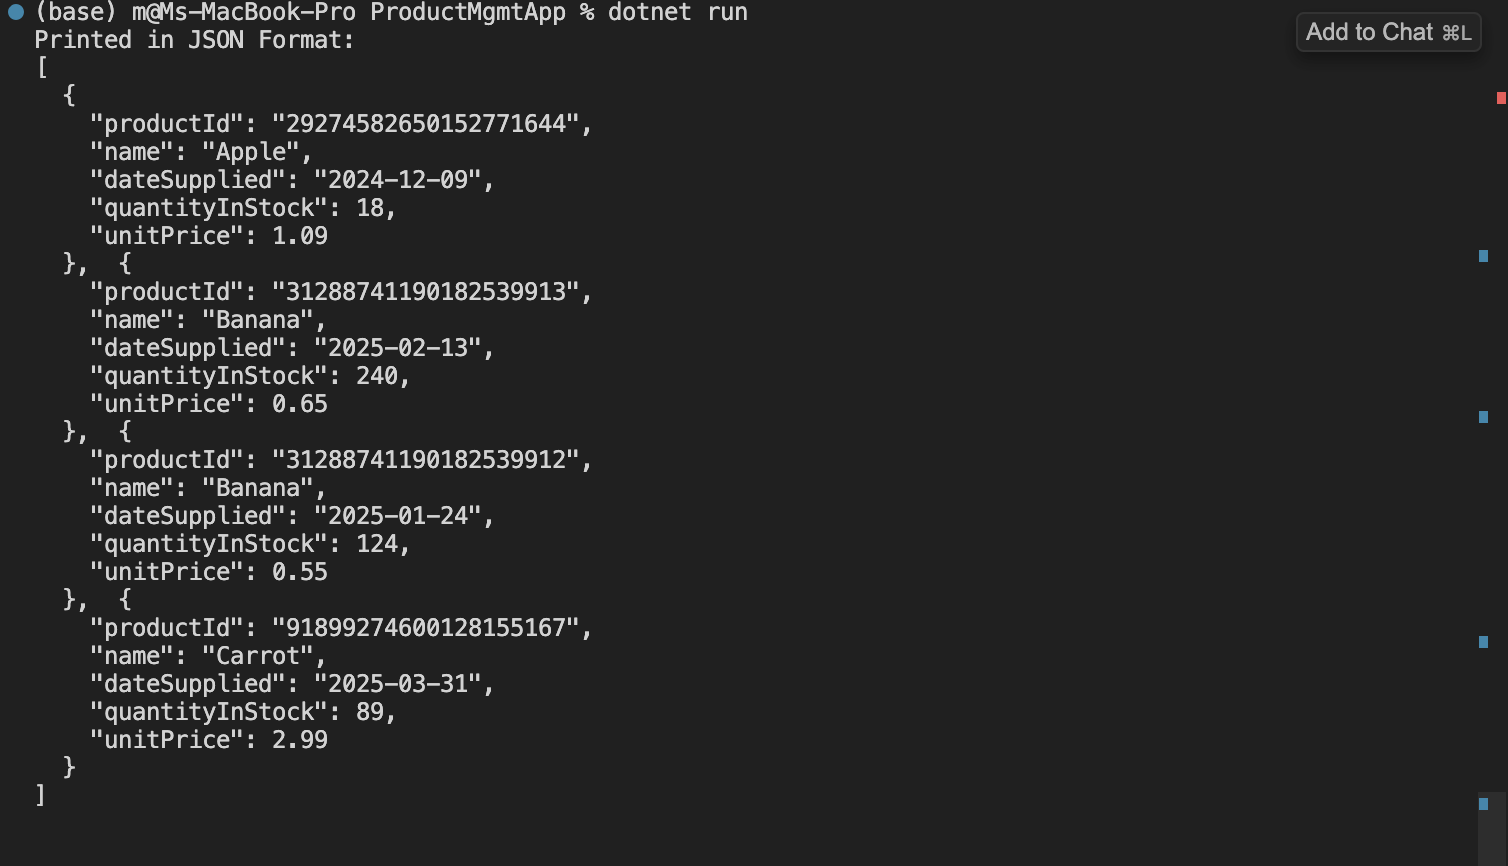 (base) m@Ms-MacBook-Pro ProductMgmtApp % dotnet run
Add to Chat ⌘L
Printed in JSON Format:
[
  {
    "productId": "29274582650152771644",
    "name": "Apple",
    "dateSupplied": "2024-12-09",
    "quantityInStock": 18,
    "unitPrice": 1.09
  },  {
    "productId": "31288741190182539913",
    "name": "Banana",
    "dateSupplied": "2025-02-13",
    "quantityInStock": 240,
    "unitPrice": 0.65
  },  {
    "productId": "31288741190182539912",
    "name": "Banana",
    "dateSupplied": "2025-01-24",
    "quantityInStock": 124,
    "unitPrice": 0.55
  },  {
    "productId": "91899274600128155167",
    "name": "Carrot",
    "dateSupplied": "2025-03-31",
    "quantityInStock": 89,
    "unitPrice": 2.99
  }
]